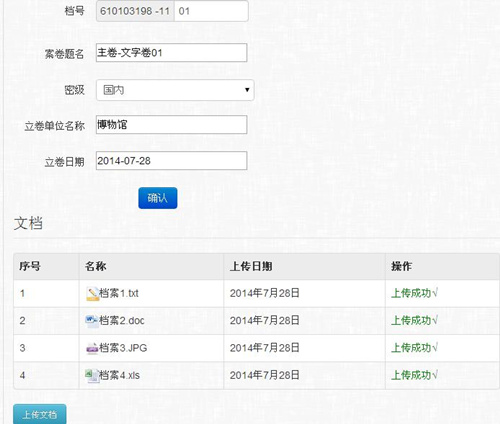 档号 610103198 -11 01
案卷题名 主卷-文字卷01
密级 国内
立卷单位名称 博物馆
立卷日期 2014-07-28
确认
文档
序号 名称 上传日期 操作
1 档案1.txt 2014年7月28日 上传成功√
2 档案2.doc 2014年7月28日 上传成功√
3 档案3.JPG 2014年7月28日 上传成功√
4 档案4.xls 2014年7月28日 上传成功√
上传文档